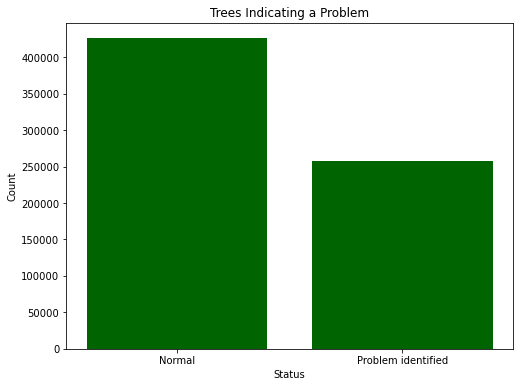 Trees Indicating a Problem
400000
350000
300000
250000
200000
150000
100000
50000
0
Count
Normal
Problem identified
Status